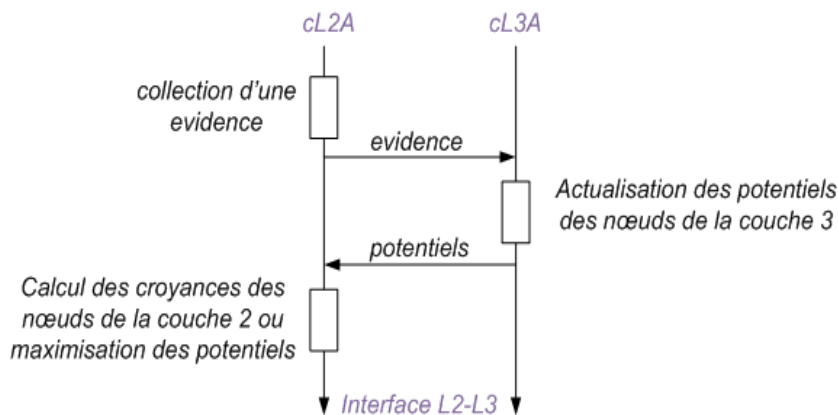 cL2A
cL3A
collection d'une
evidence
evidence
Actualisation des potentiels
des nœuds de la couche 3
potentiels
Calcul des croyances des
nœuds de la couche 2 ou
maximisation des potentiels
Interface L2-L3